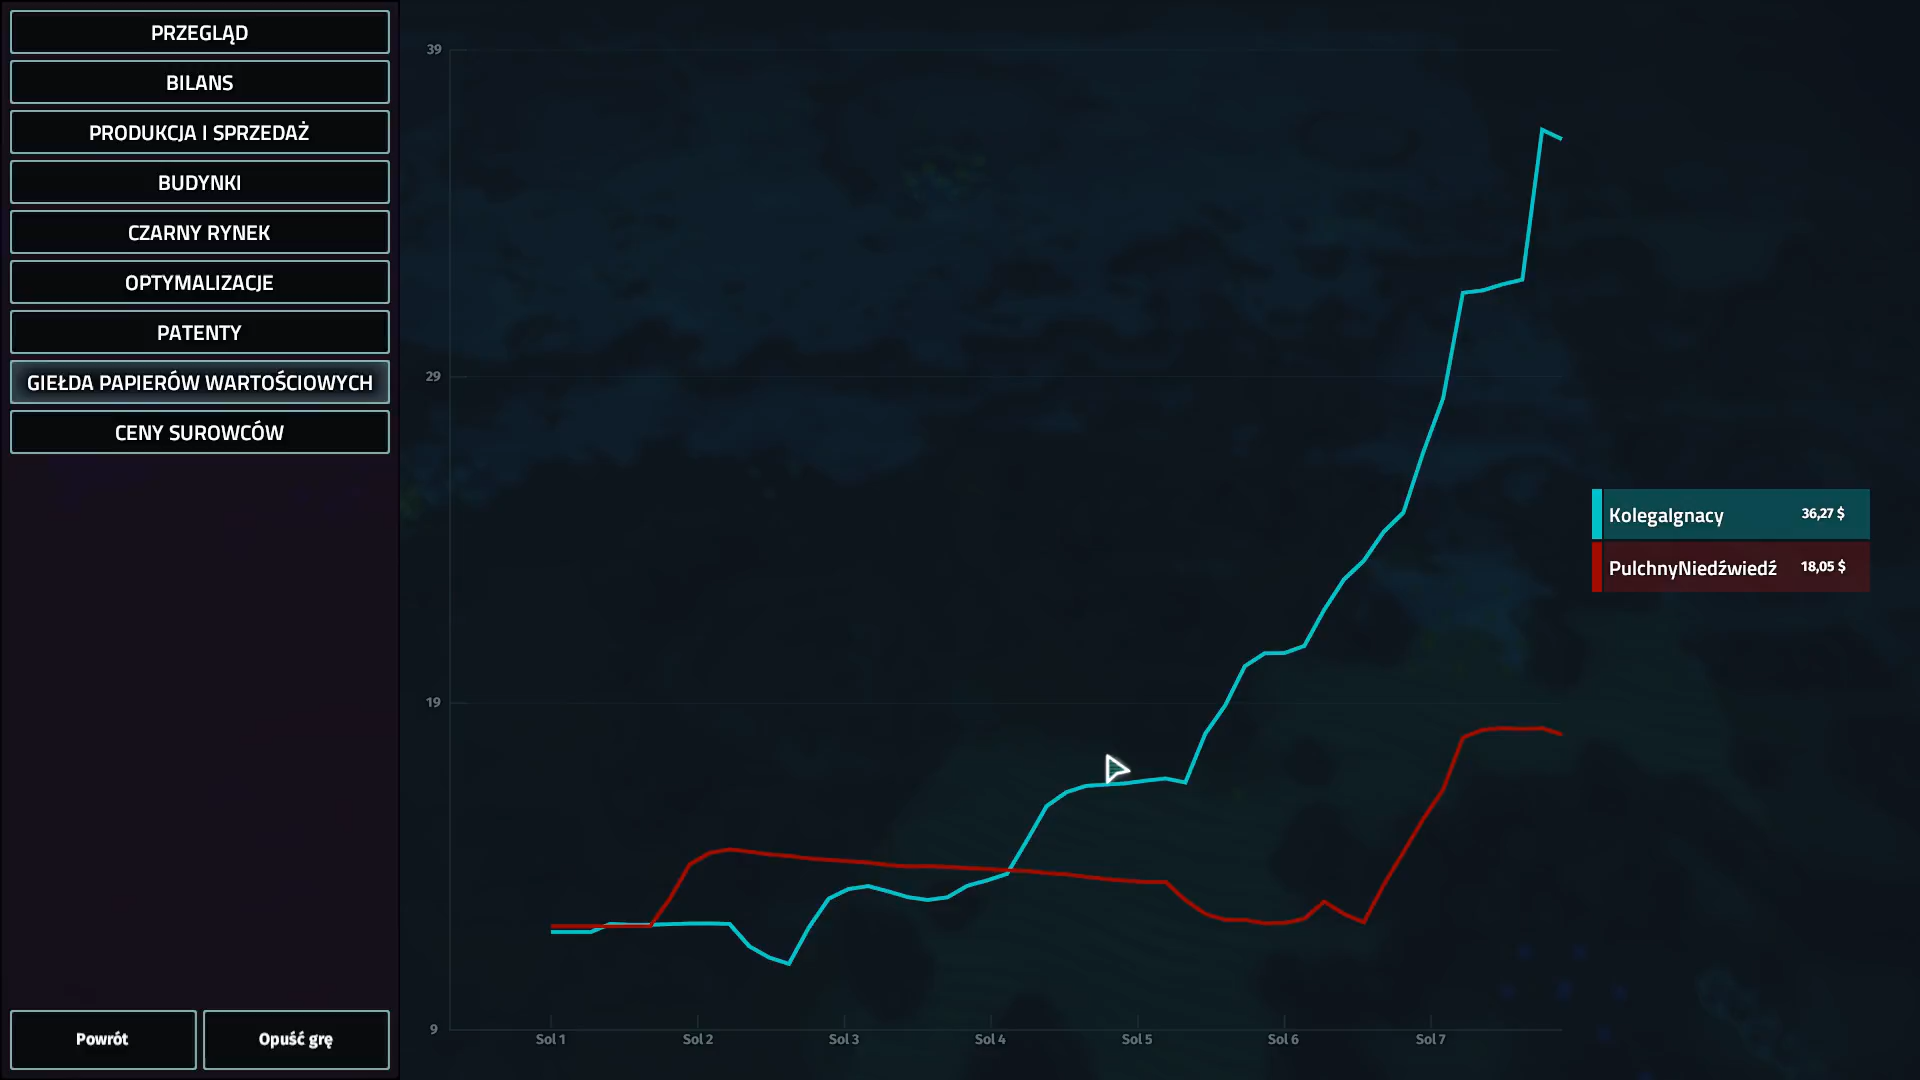 PRZEGLĄD
BILANS
PRODUKCJA I SPRZEDAŻ
BUDYNKI
CZARNY RYNEK
OPTYMALIZACJE
PATENTY
GIEŁDA PAPIERÓW WARTOŚCIOWYCH
CENY SUROWCÓW
Powrót
Opuść grę
39
29
19
9
Sol 1
Sol 2
Sol 3
Sol 4
Sol 5
Sol 6
Sol 7
KolegaIgnacy 36,27 $
PulchnyNiedźwiedź 18,05 $